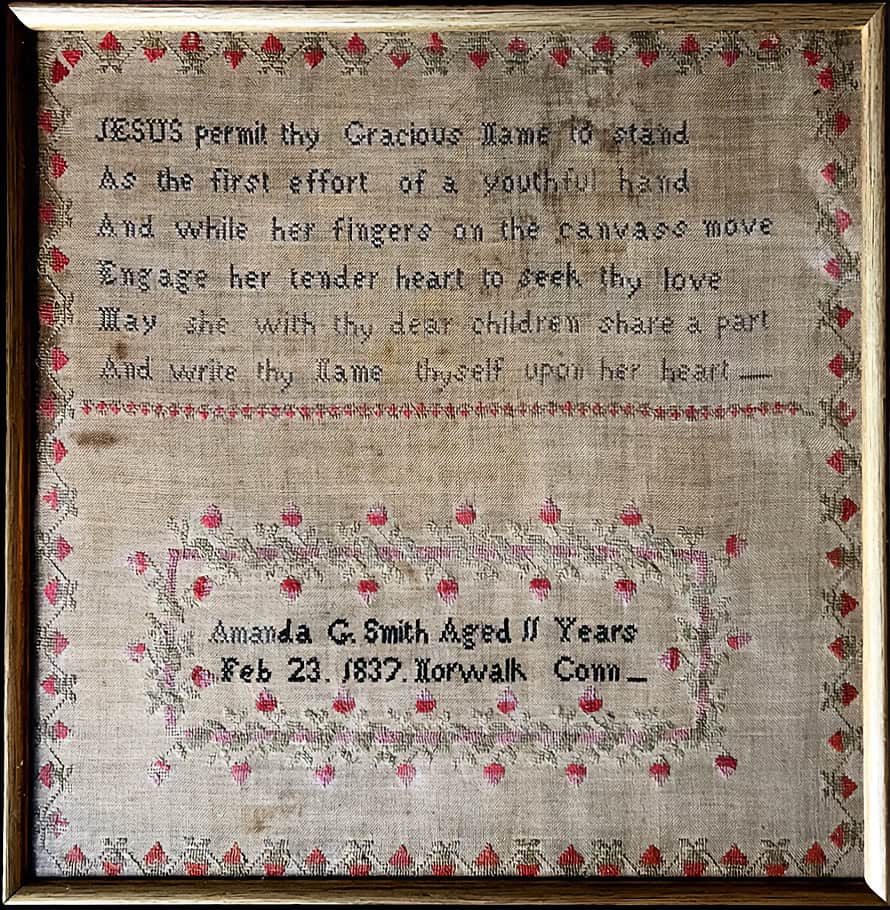 JESUS permit thy Gracious Name to stand
As the first effort of a youthful hand
And while her fingers on the canvass move
Engage her tender heart to seek thy love
May she with thy dear children share a part
And write thy Name thyself upon her heart —
Amanda G. Smith Aged 11 Years
Feb 23. 1837. Norwalk Conn —